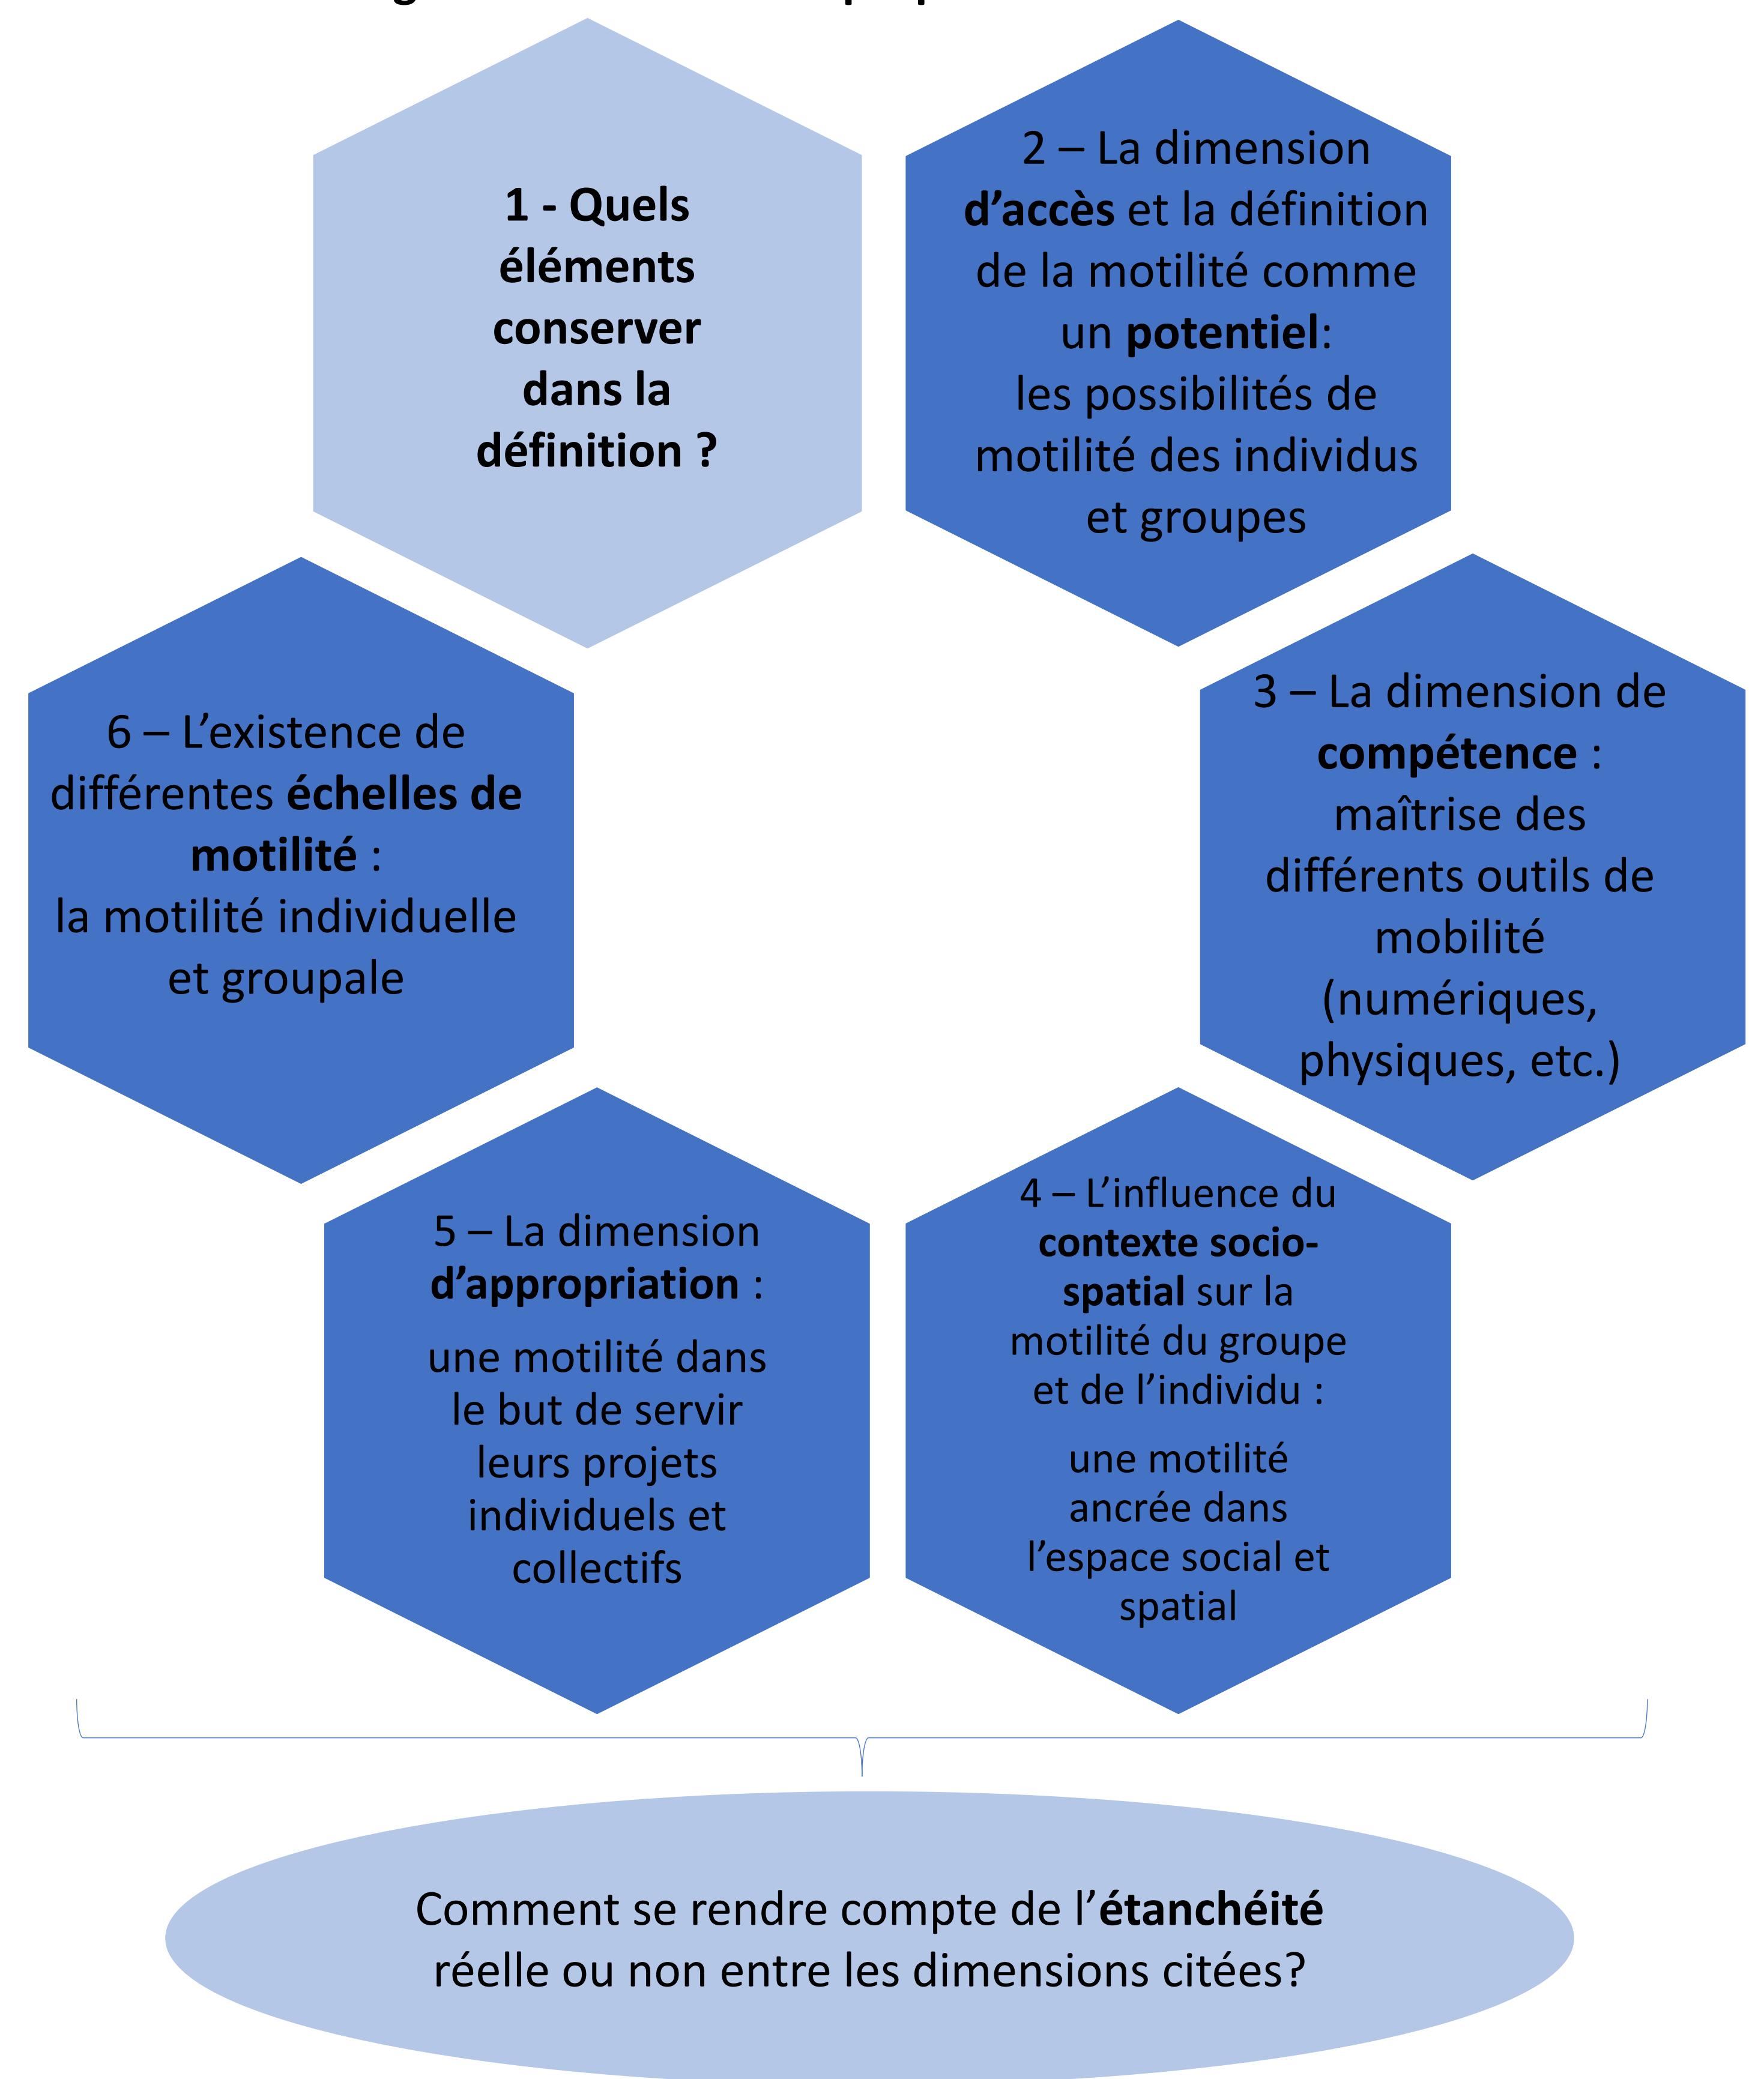 1 - Quels
éléments
conserver
dans la
définition ?
2 – La dimension
d’accès et la définition
de la motilité comme
un potentiel:
les possibilités de
motilité des individus
et groupes
3 – La dimension de
compétence :
maîtrise des
différents outils de
mobilité
(numériques,
physiques, etc.)
4 – L’influence du
contexte socio-
spatial sur la
motilité du groupe
et de l’individu :
une motilité
ancrée dans
l’espace social et
spatial
5 – La dimension
d’appropriation :
une motilité dans
le but de servir
leurs projets
individuels et
collectifs
6 – L’existence de
différentes échelles de
motilité :
la motilité individuelle
et groupale
Comment se rendre compte de l’étanchéité
réelle ou non entre les dimensions citées?